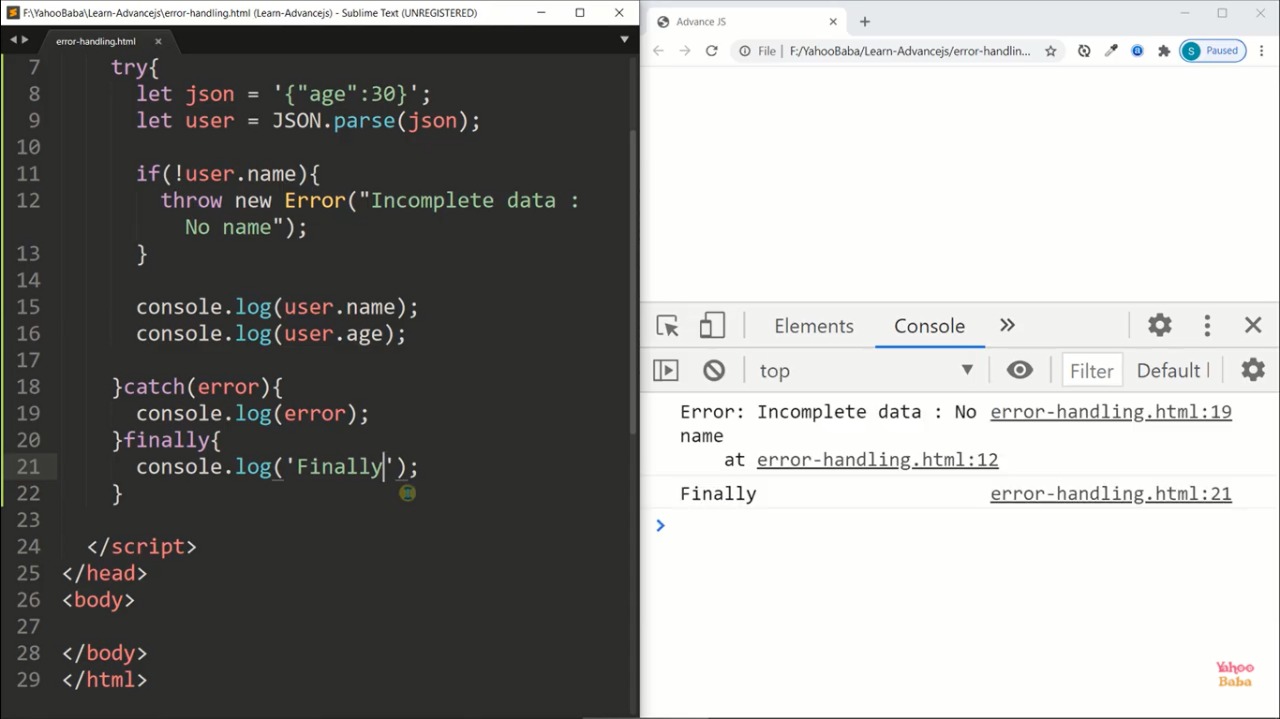 F:\YahooBaba\Learn-Advancejs\error-handling.html (Learn-Advancejs) - Sublime Text (UNREGISTERED)
error-handling.html
7 try{
8 let json = '{"age":30}';
9 let user = JSON.parse(json);
10
11 if(!user.name){
12 throw new Error("Incomplete data :
No name");
13 }
14
15 console.log(user.name);
16 console.log(user.age);
17
18 }catch(error){
19 console.log(error);
20 }finally{
21 console.log('Finally');
22 }
23
24 </script>
25 </head>
26 <body>
27
28 </body>
29 </html>
Advance JS
File F:/YahooBaba/Learn-Advancejs/error-handlin...
S Paused
Elements Console
top Filter Default
Error: Incomplete data : No error-handling.html:19
name
at error-handling.html:12
Finally error-handling.html:21
Yahoo
Baba